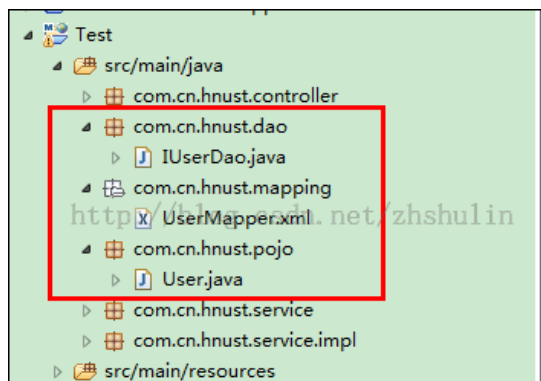 Test
src/main/java
com.cn.hnust.controller
com.cn.hnust.dao
IUserDao.java
com.cn.hnust.mapping
UserMapper.xml
http://blog.csdn.net/zhshulin
com.cn.hnust.pojo
User.java
com.cn.hnust.service
com.cn.hnust.service.impl
src/main/resources